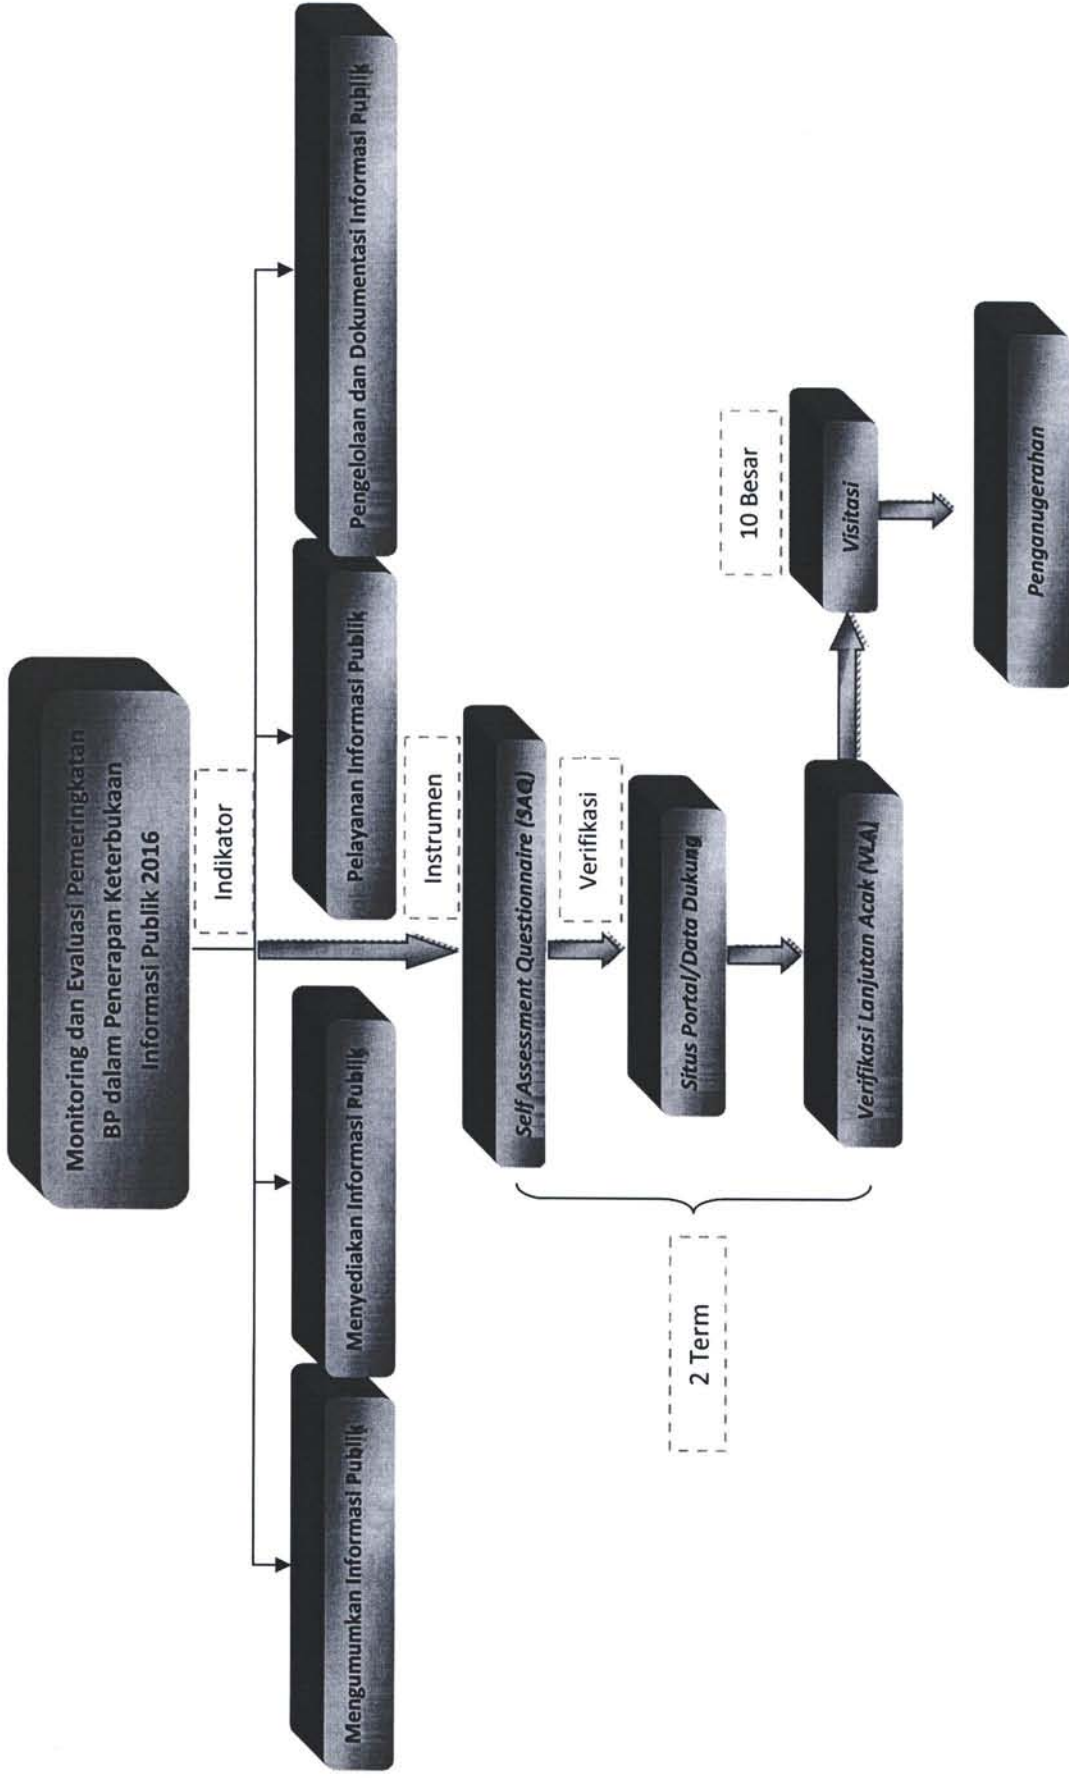 Monitoring dan Evaluasi Pemeringkatan
BP dalam Penerapan Keterbukaan
Informasi Publik 2016
Indikator
Mengumumkan Informasi Publik
Menyediakan Informasi Publik
Pelayanan Informasi Publik
Pengelolaan dan Dokumentasi Informasi Publik
Instrumen
Self Assessment Questionnaire (SAQ)
Verifikasi
Situs Portal/Data Dukung
2 Term
Verifikasi Lanjutan Acak (VLA)
10 Besar
Visitasi
Penganugerahan